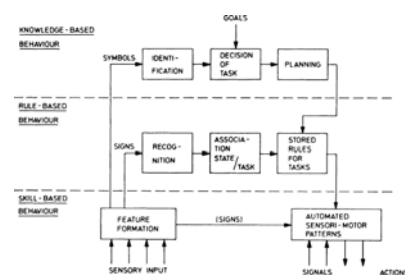 GOALS
KNOWLEDGE-BASED
BEHAVIOUR
SYMBOLS
IDENTI-
FICATION
DECISION
OF
TASK
PLANNING
RULE-BASED
BEHAVIOUR
SIGNS
RECOG-
NITION
ASSOCIA-
TION
STATE/
TASK
STORED
RULES
FOR
TASKS
SKILL-BASED
BEHAVIOUR
FEATURE
FORMATION
(SIGNS)
AUTOMATED
SENSORI-MOTOR
PATTERNS
SENSORY INPUT
SIGNALS
ACTION